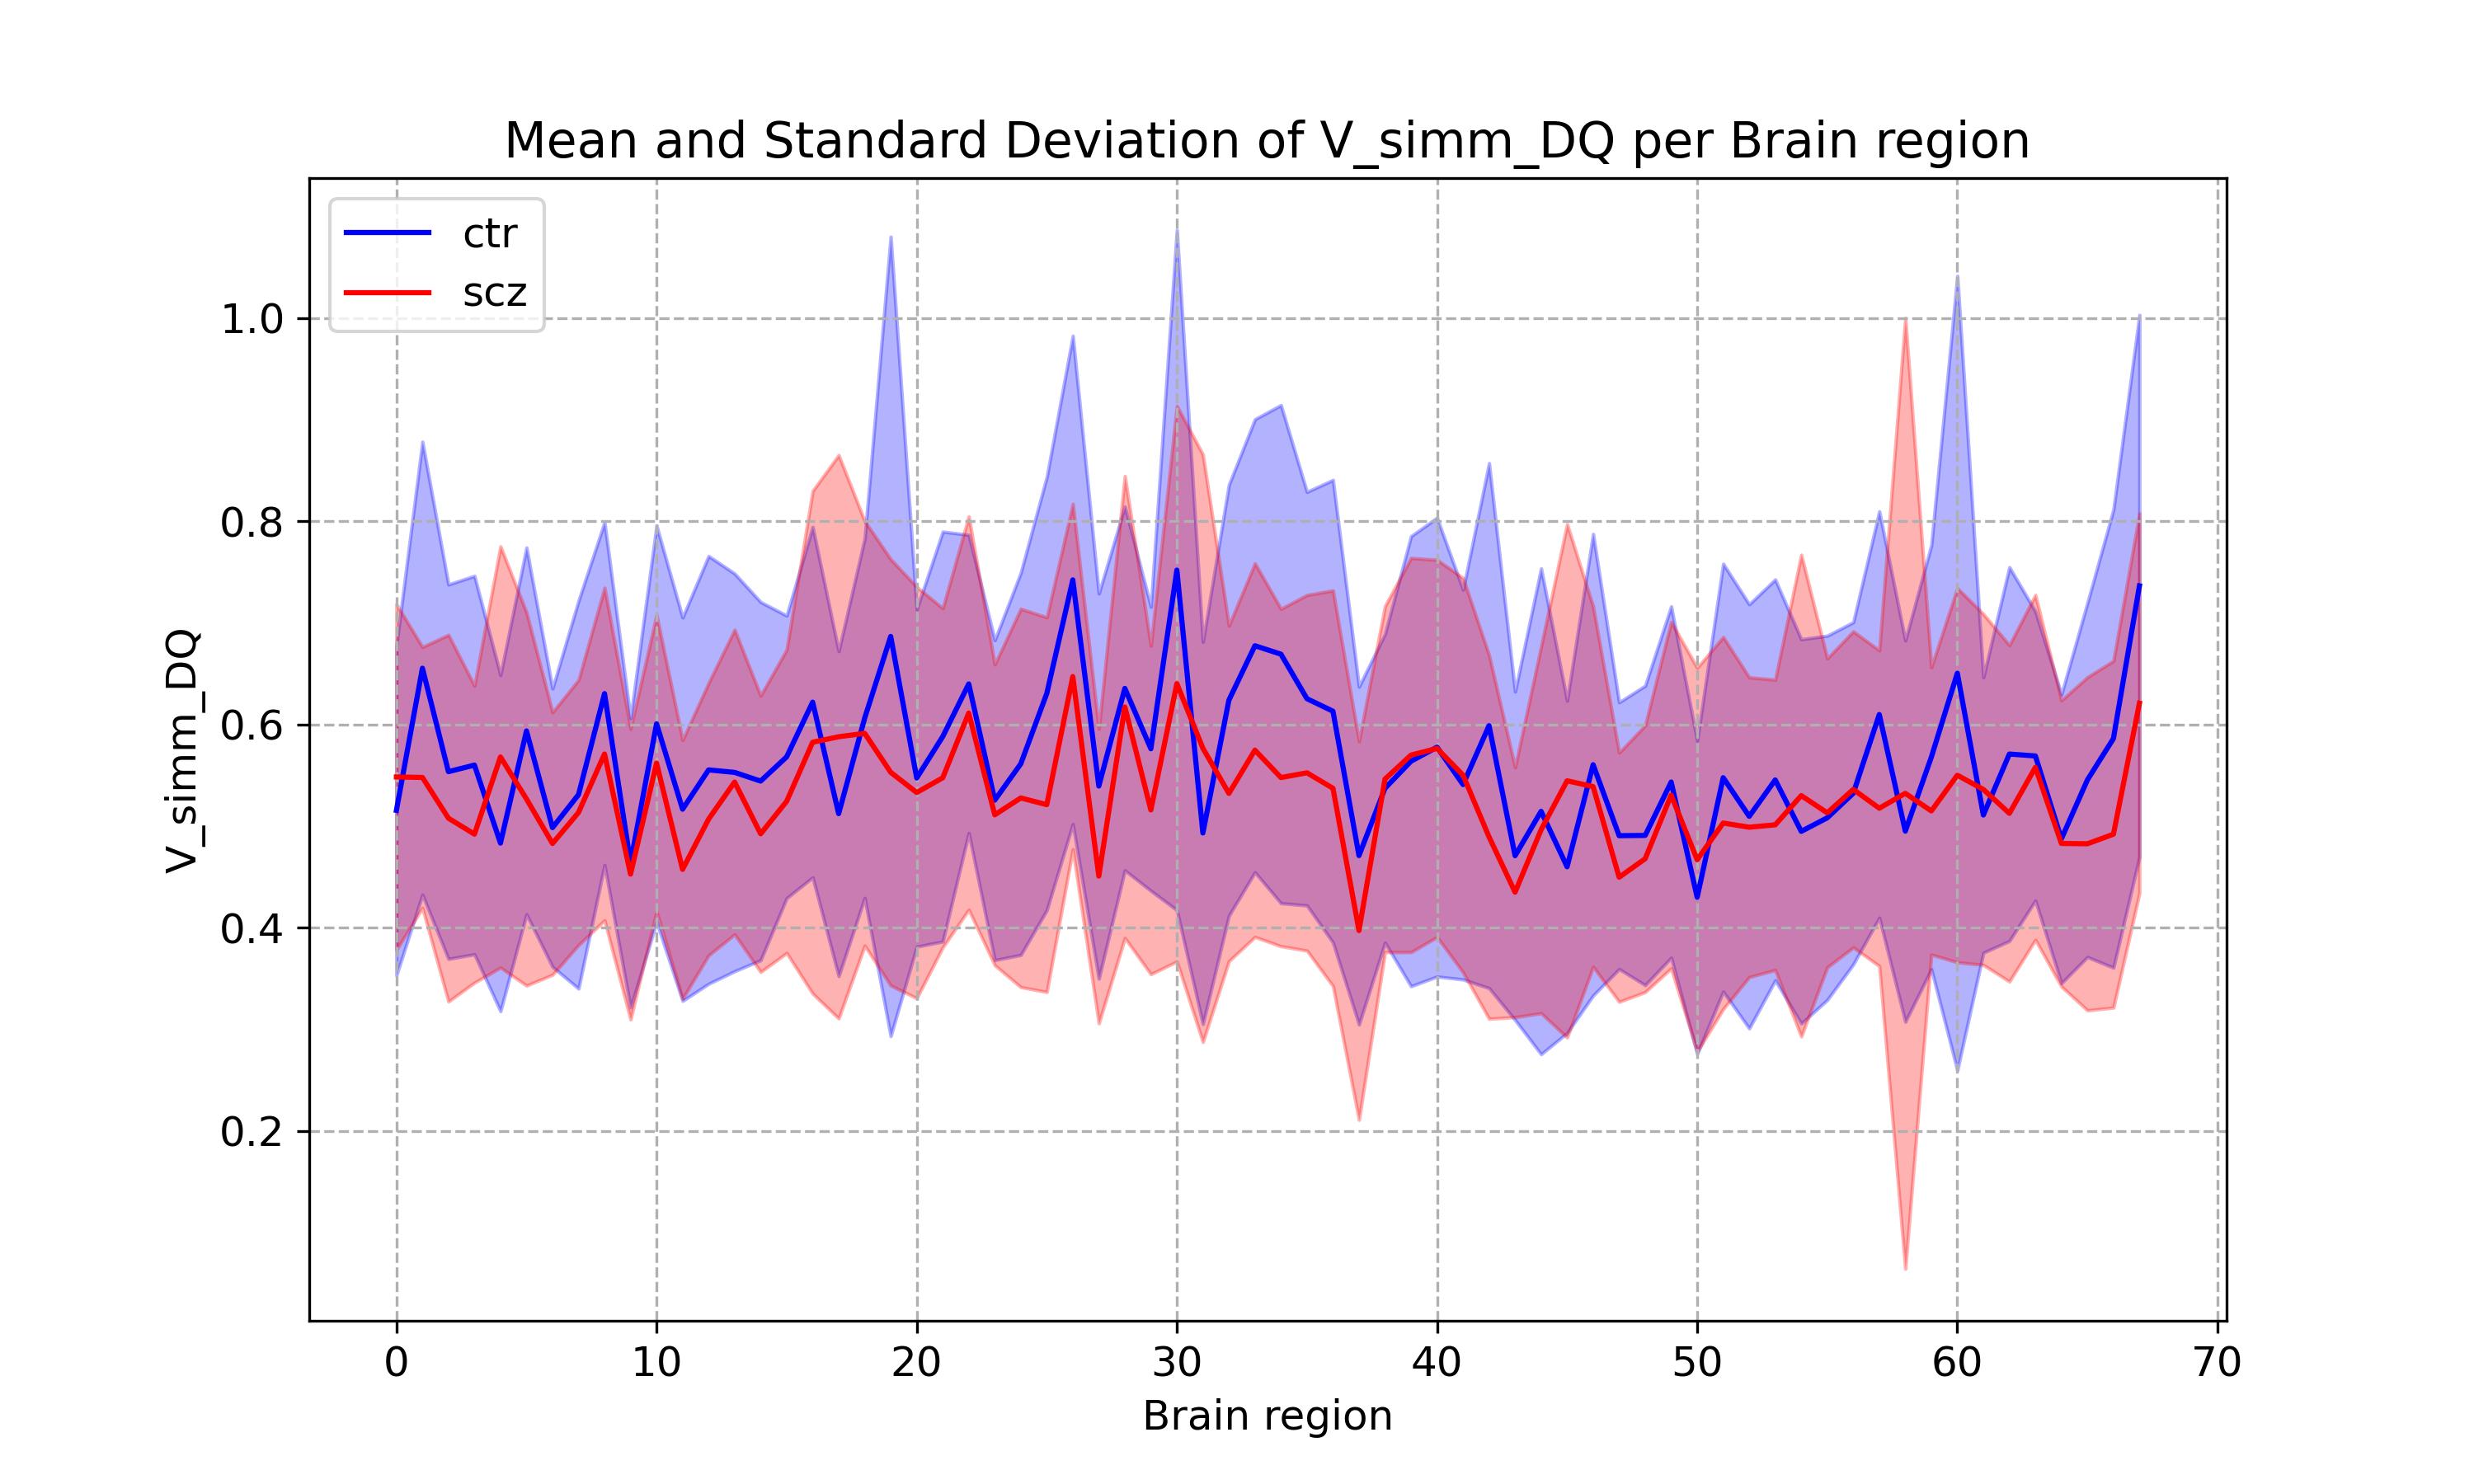 Mean and Standard Deviation of V_simm_DQ per Brain region
ctr
scz
V_simm_DQ
1.0
0.8
0.6
0.4
0.2
0 10 20 30 40 50 60 70
Brain region